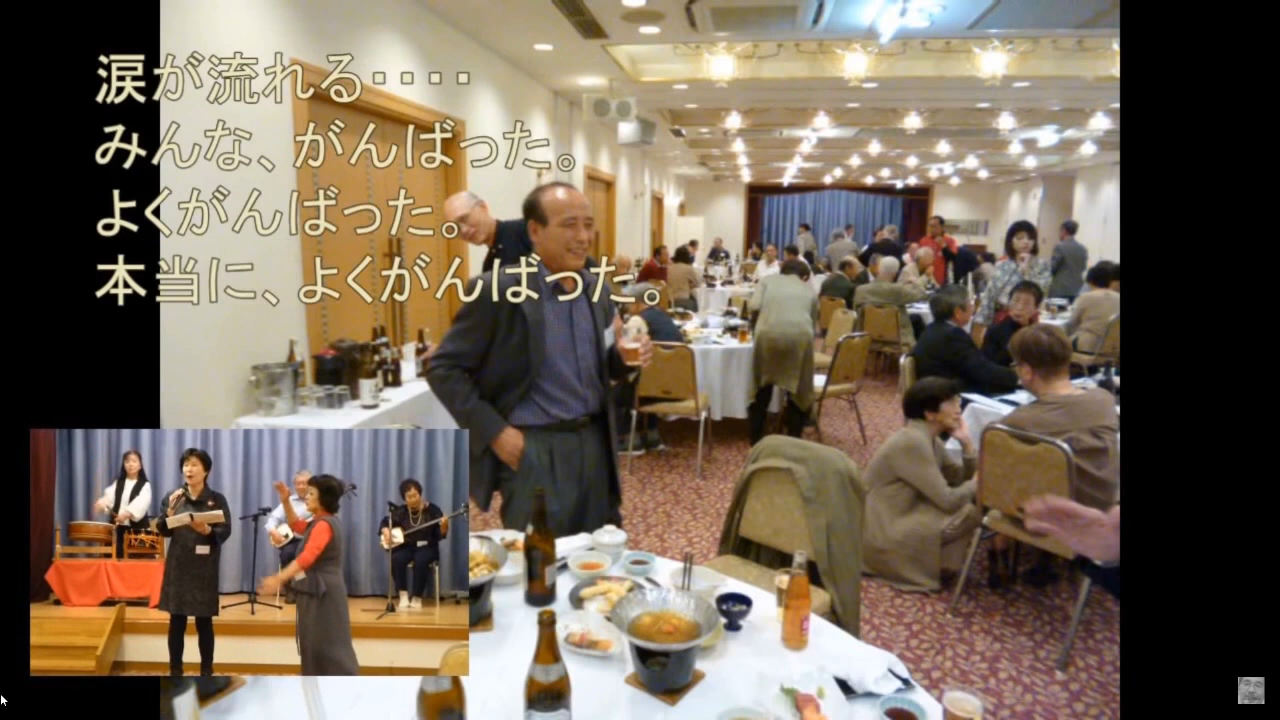 涙が流れる････
みんな、がんばった。
よくがんばった。
本当に、よくがんばった。